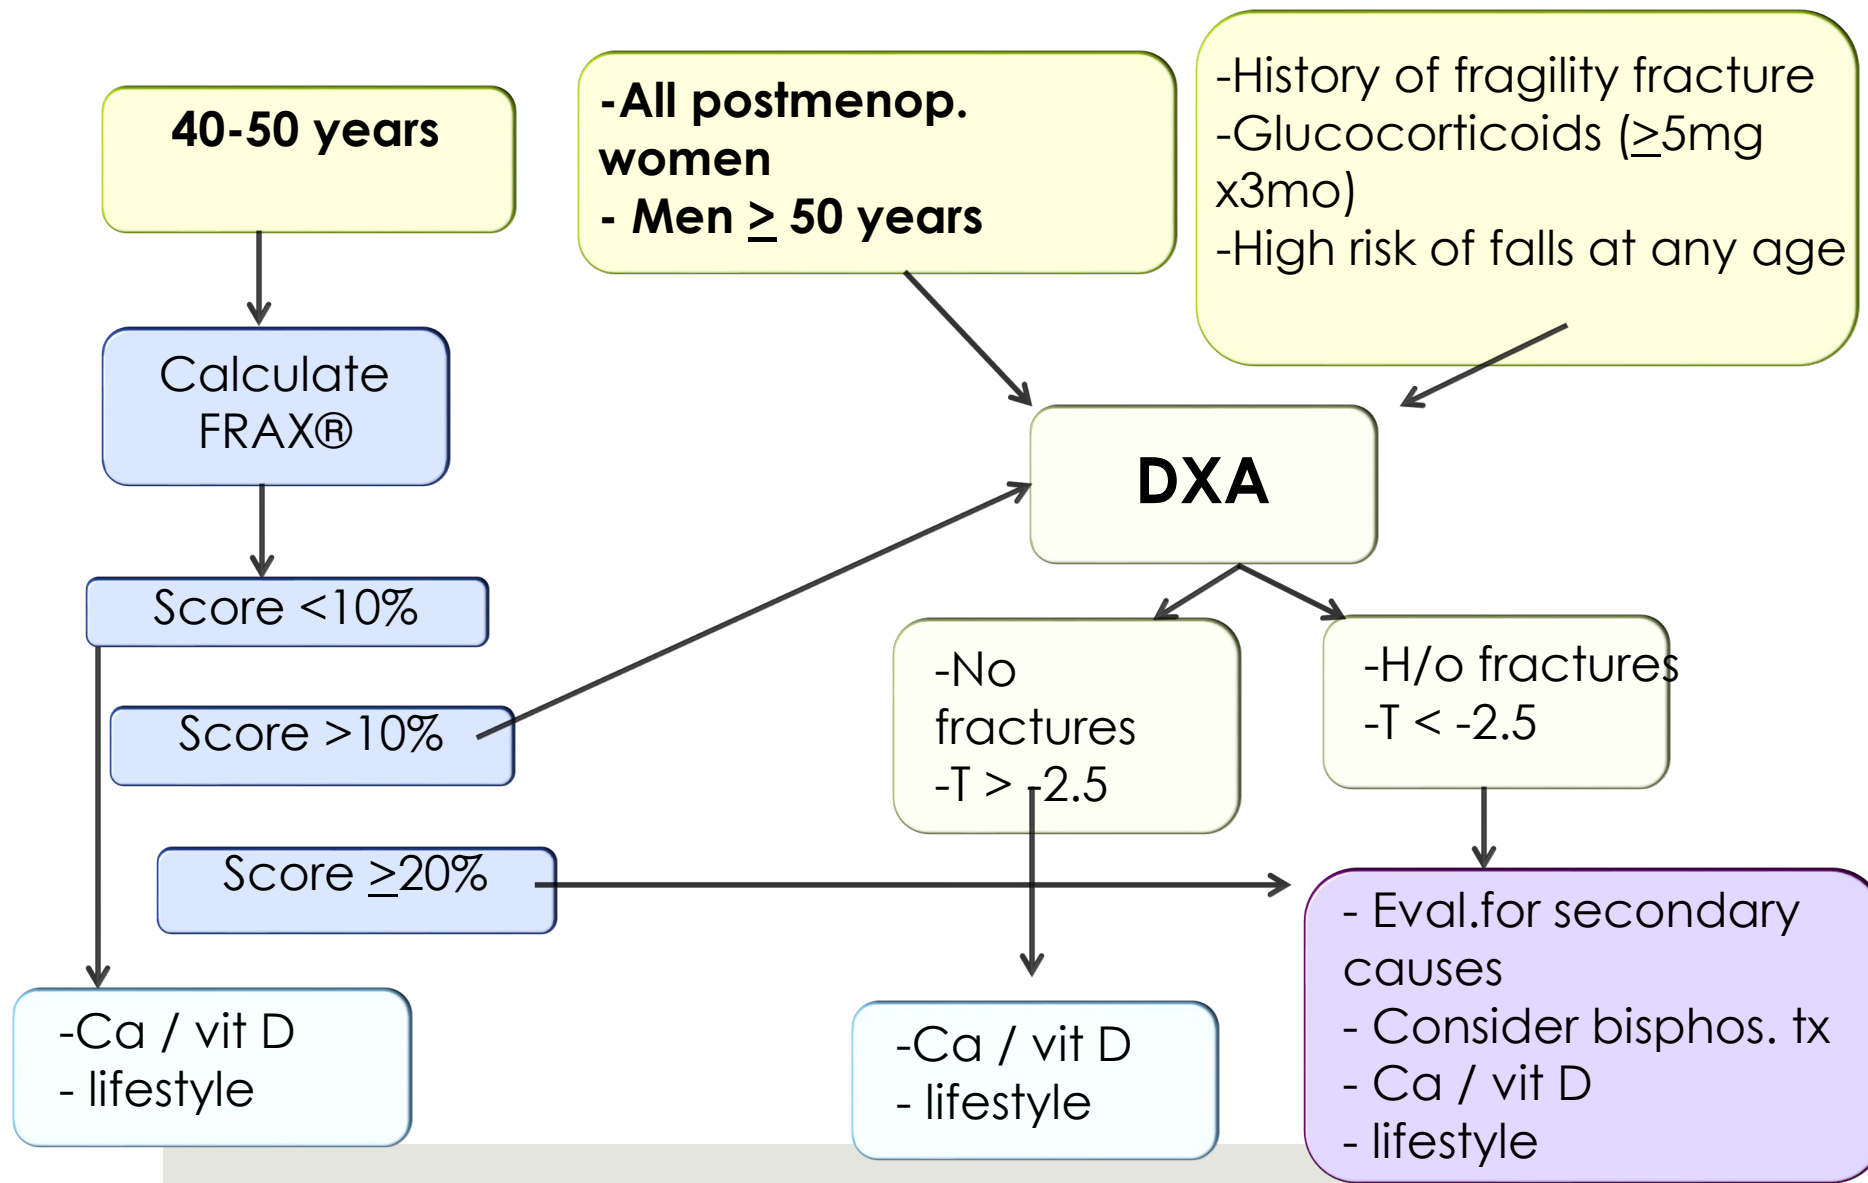 40-50 years
-All postmenop.
women
- Men ≥ 50 years
-History of fragility fracture
-Glucocorticoids (≥5mg
x3mo)
-High risk of falls at any age
Calculate
FRAX®
DXA
Score <10%
Score >10%
Score ≥20%
-No
fractures
-T > -2.5
-H/o fractures
-T < -2.5
-Ca / vit D
- lifestyle
-Ca / vit D
- lifestyle
- Eval.for secondary
causes
- Consider bisphos. tx
- Ca / vit D
- lifestyle